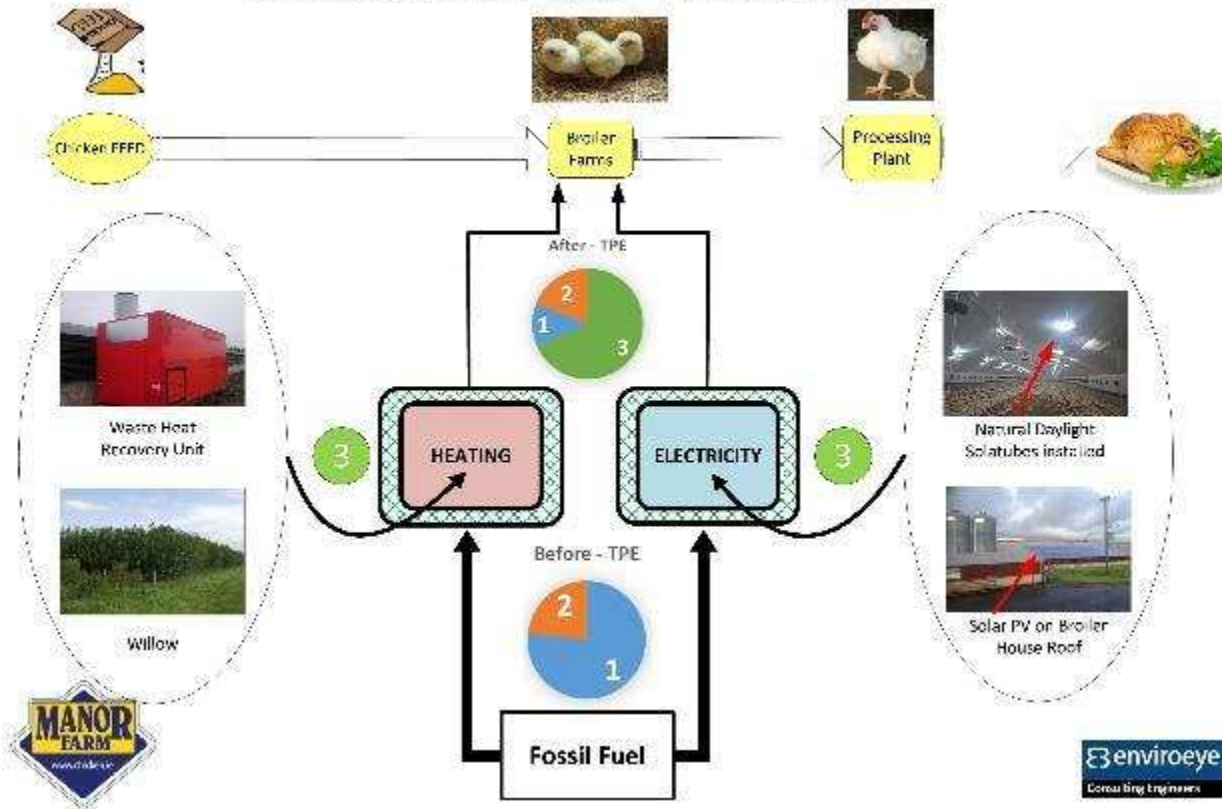 Chicken FEED
Broiler
Farms
Processing
Plant
After - TPE
2
1
3
Waste Heat
Recovery Unit
3
HEATING
ELECTRICITY
3
Natural Daylight
Solatubes installed
Willow
Before - TPE
2
1
Solar PV on Broiler
House Roof
MANOR
FARM
Fossil Fuel
enviroeye
Consulting Engineers